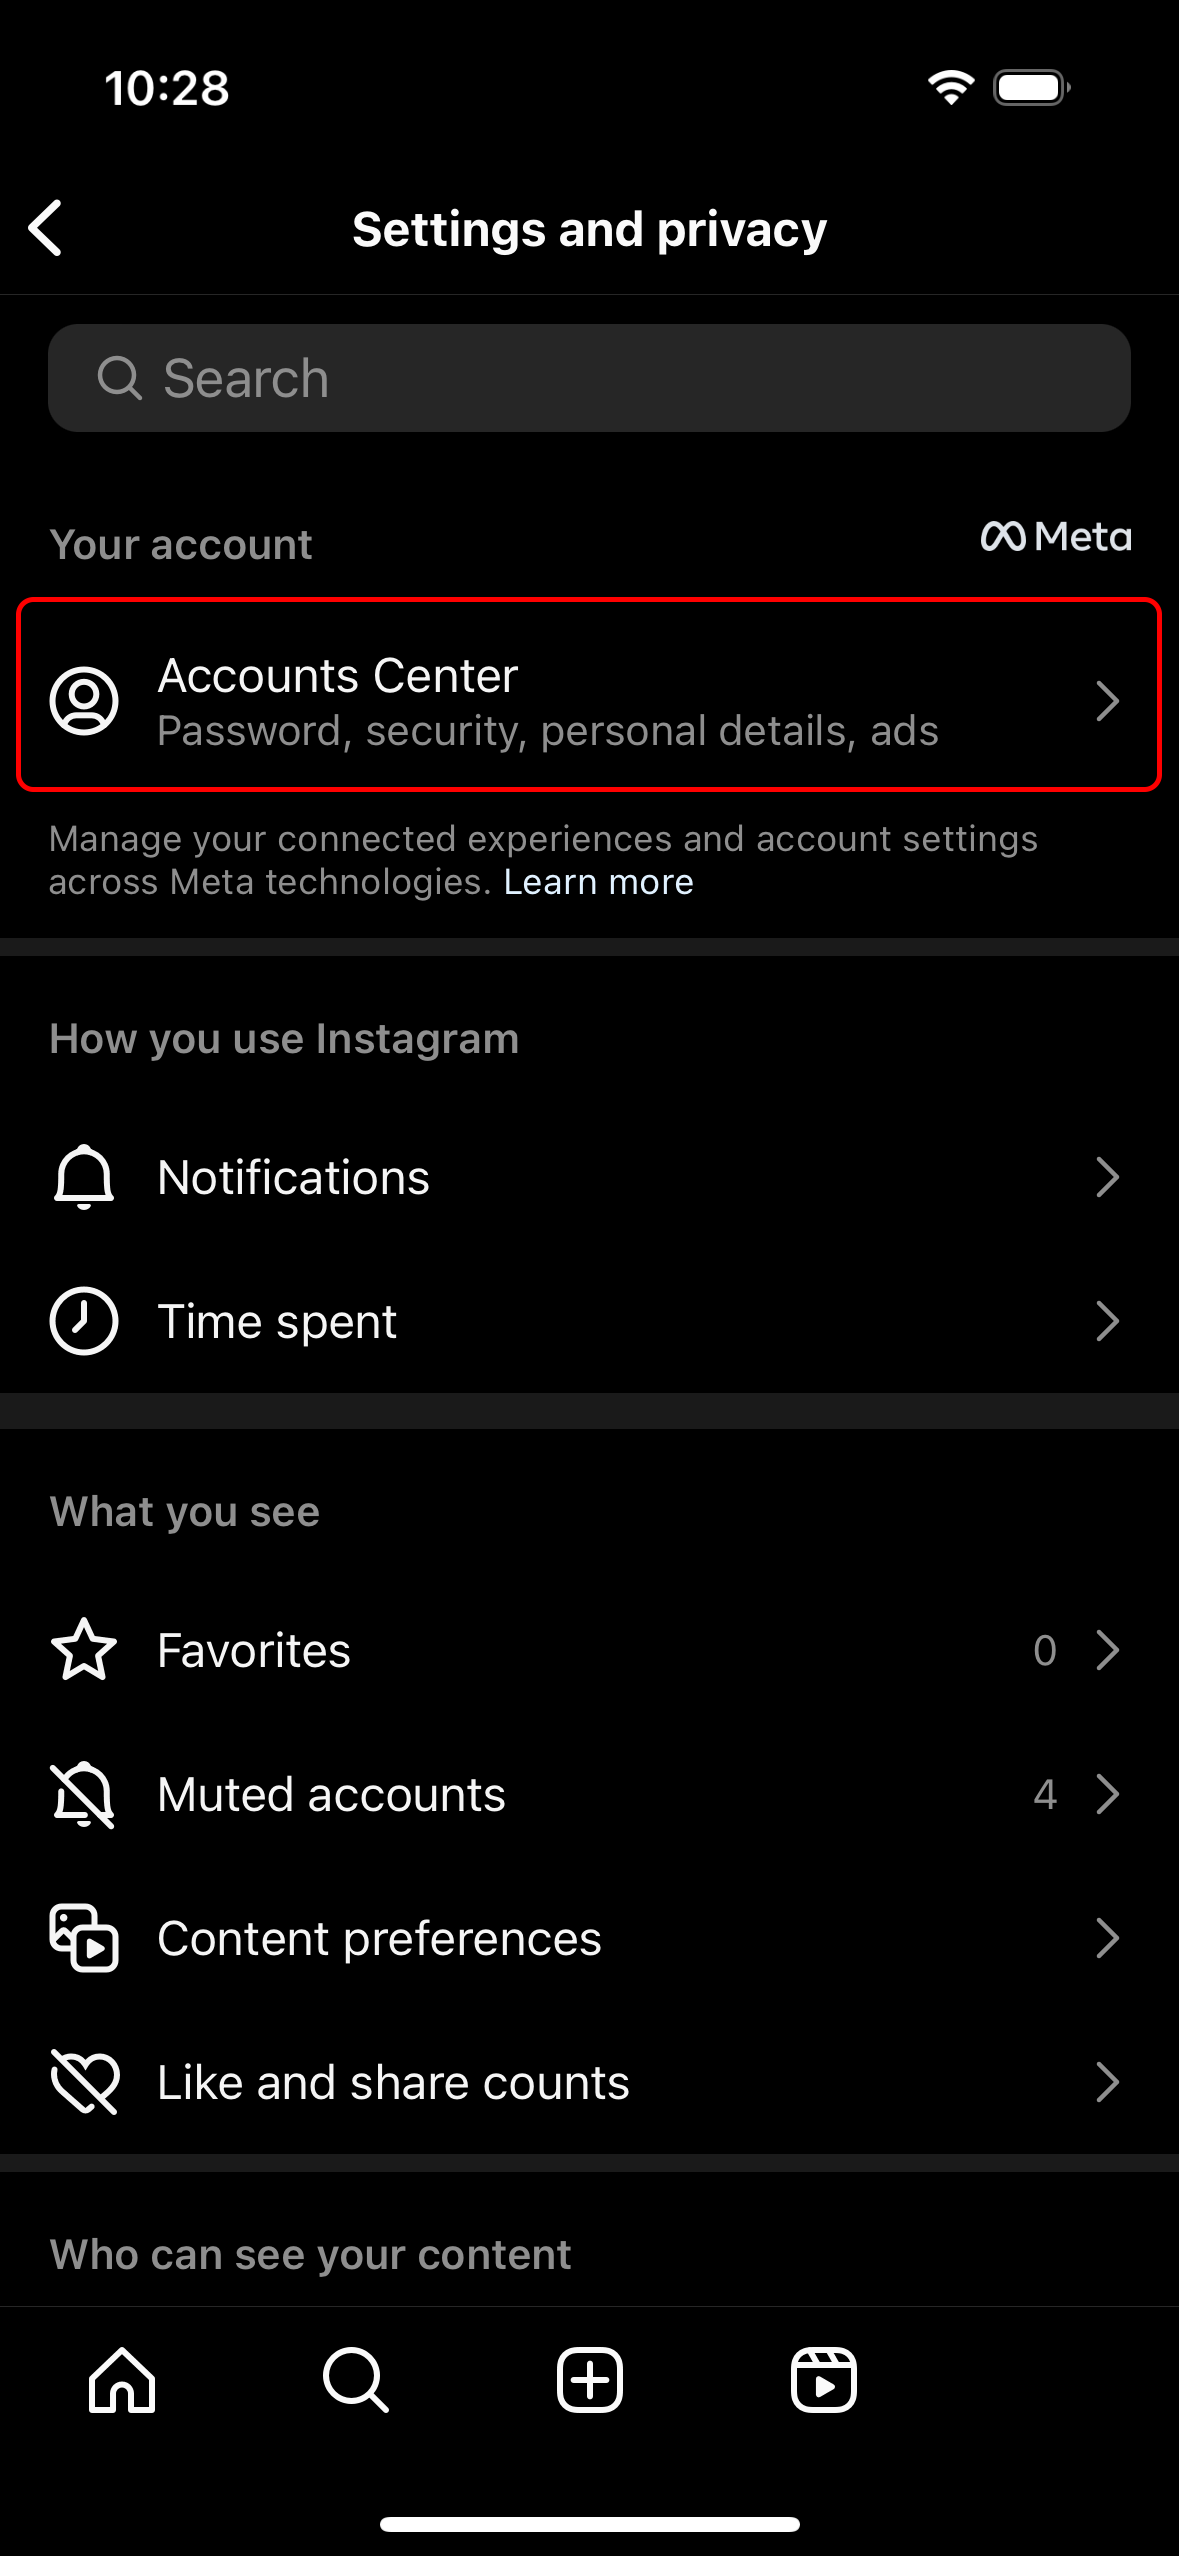 10:28
Settings and privacy
Search
Your account
Meta
Accounts Center
Password, security, personal details, ads
Manage your connected experiences and account settings
across Meta technologies. Learn more
How you use Instagram
Notifications
Time spent
What you see
Favorites 0
Muted accounts 4
Content preferences
Like and share counts
Who can see your content